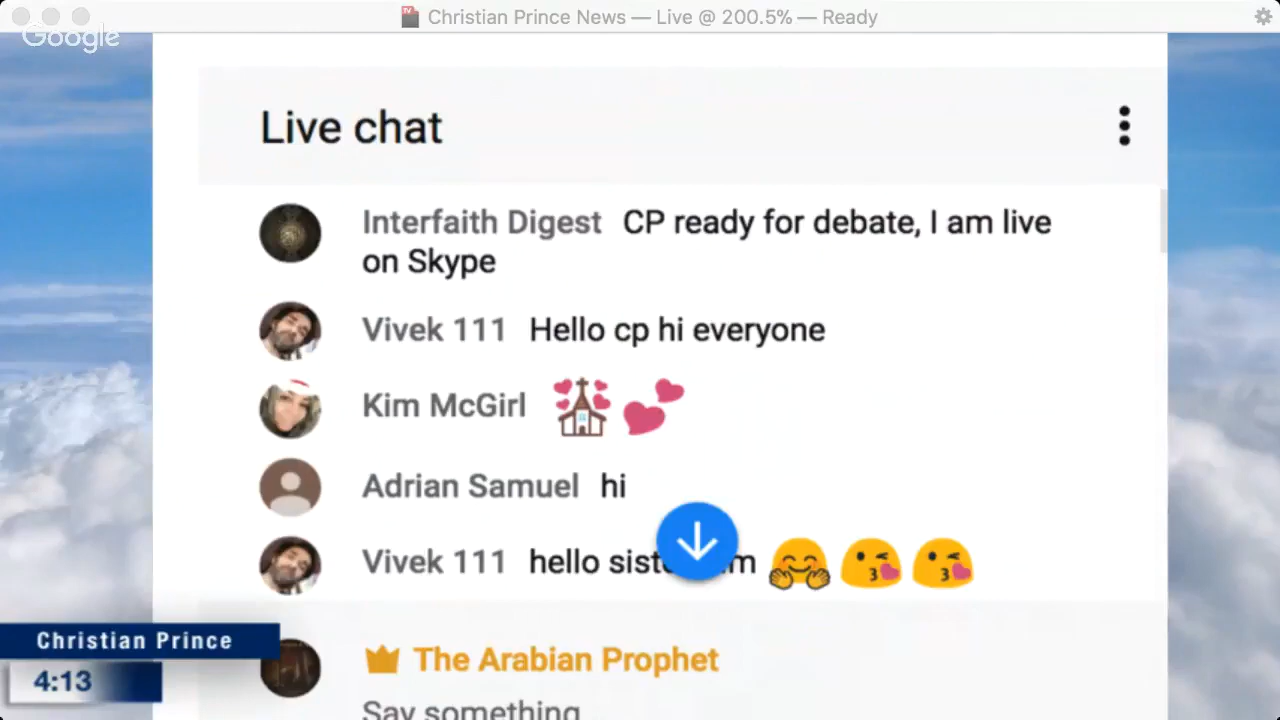 Christian Prince News — Live @ 200.5% — Ready
Google
Live chat
Interfaith Digest CP ready for debate, I am live
on Skype
Vivek 111 Hello cp hi everyone
Kim McGirl
Adrian Samuel hi
Vivek 111 hello
The Arabian Prophet
Say something...
Christian Prince
4:13